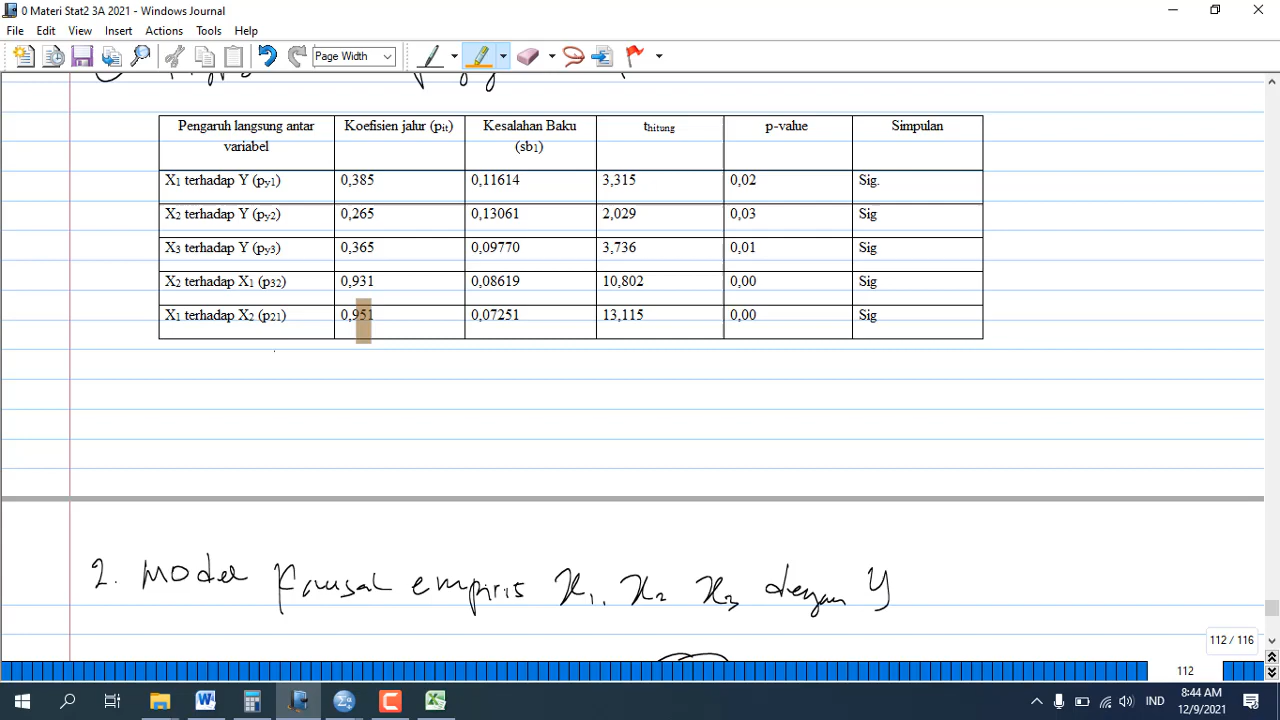 0 Materi Stat2 3A 2021 - Windows Journal
File Edit View Insert Actions Tools Help
Page Width
Pengaruh langsung antar variabel Koefisien jalur (pit) Kesalahan Baku (sb1) thitung p-value Simpulan
X1 terhadap Y (py1) 0,385 0,11614 3,315 0,02 Sig.
X2 terhadap Y (py2) 0,265 0,13061 2,029 0,03 Sig
X3 terhadap Y (py3) 0,365 0,09770 3,736 0,01 Sig
X2 terhadap X1 (p32) 0,931 0,08619 10,802 0,00 Sig
X1 terhadap X2 (p21) 0,951 0,07251 13,115 0,00 Sig
2. Model Kausal empiris X1, X2 X3 dengan Y
112 / 116
112
IND
8:44 AM
12/9/2021